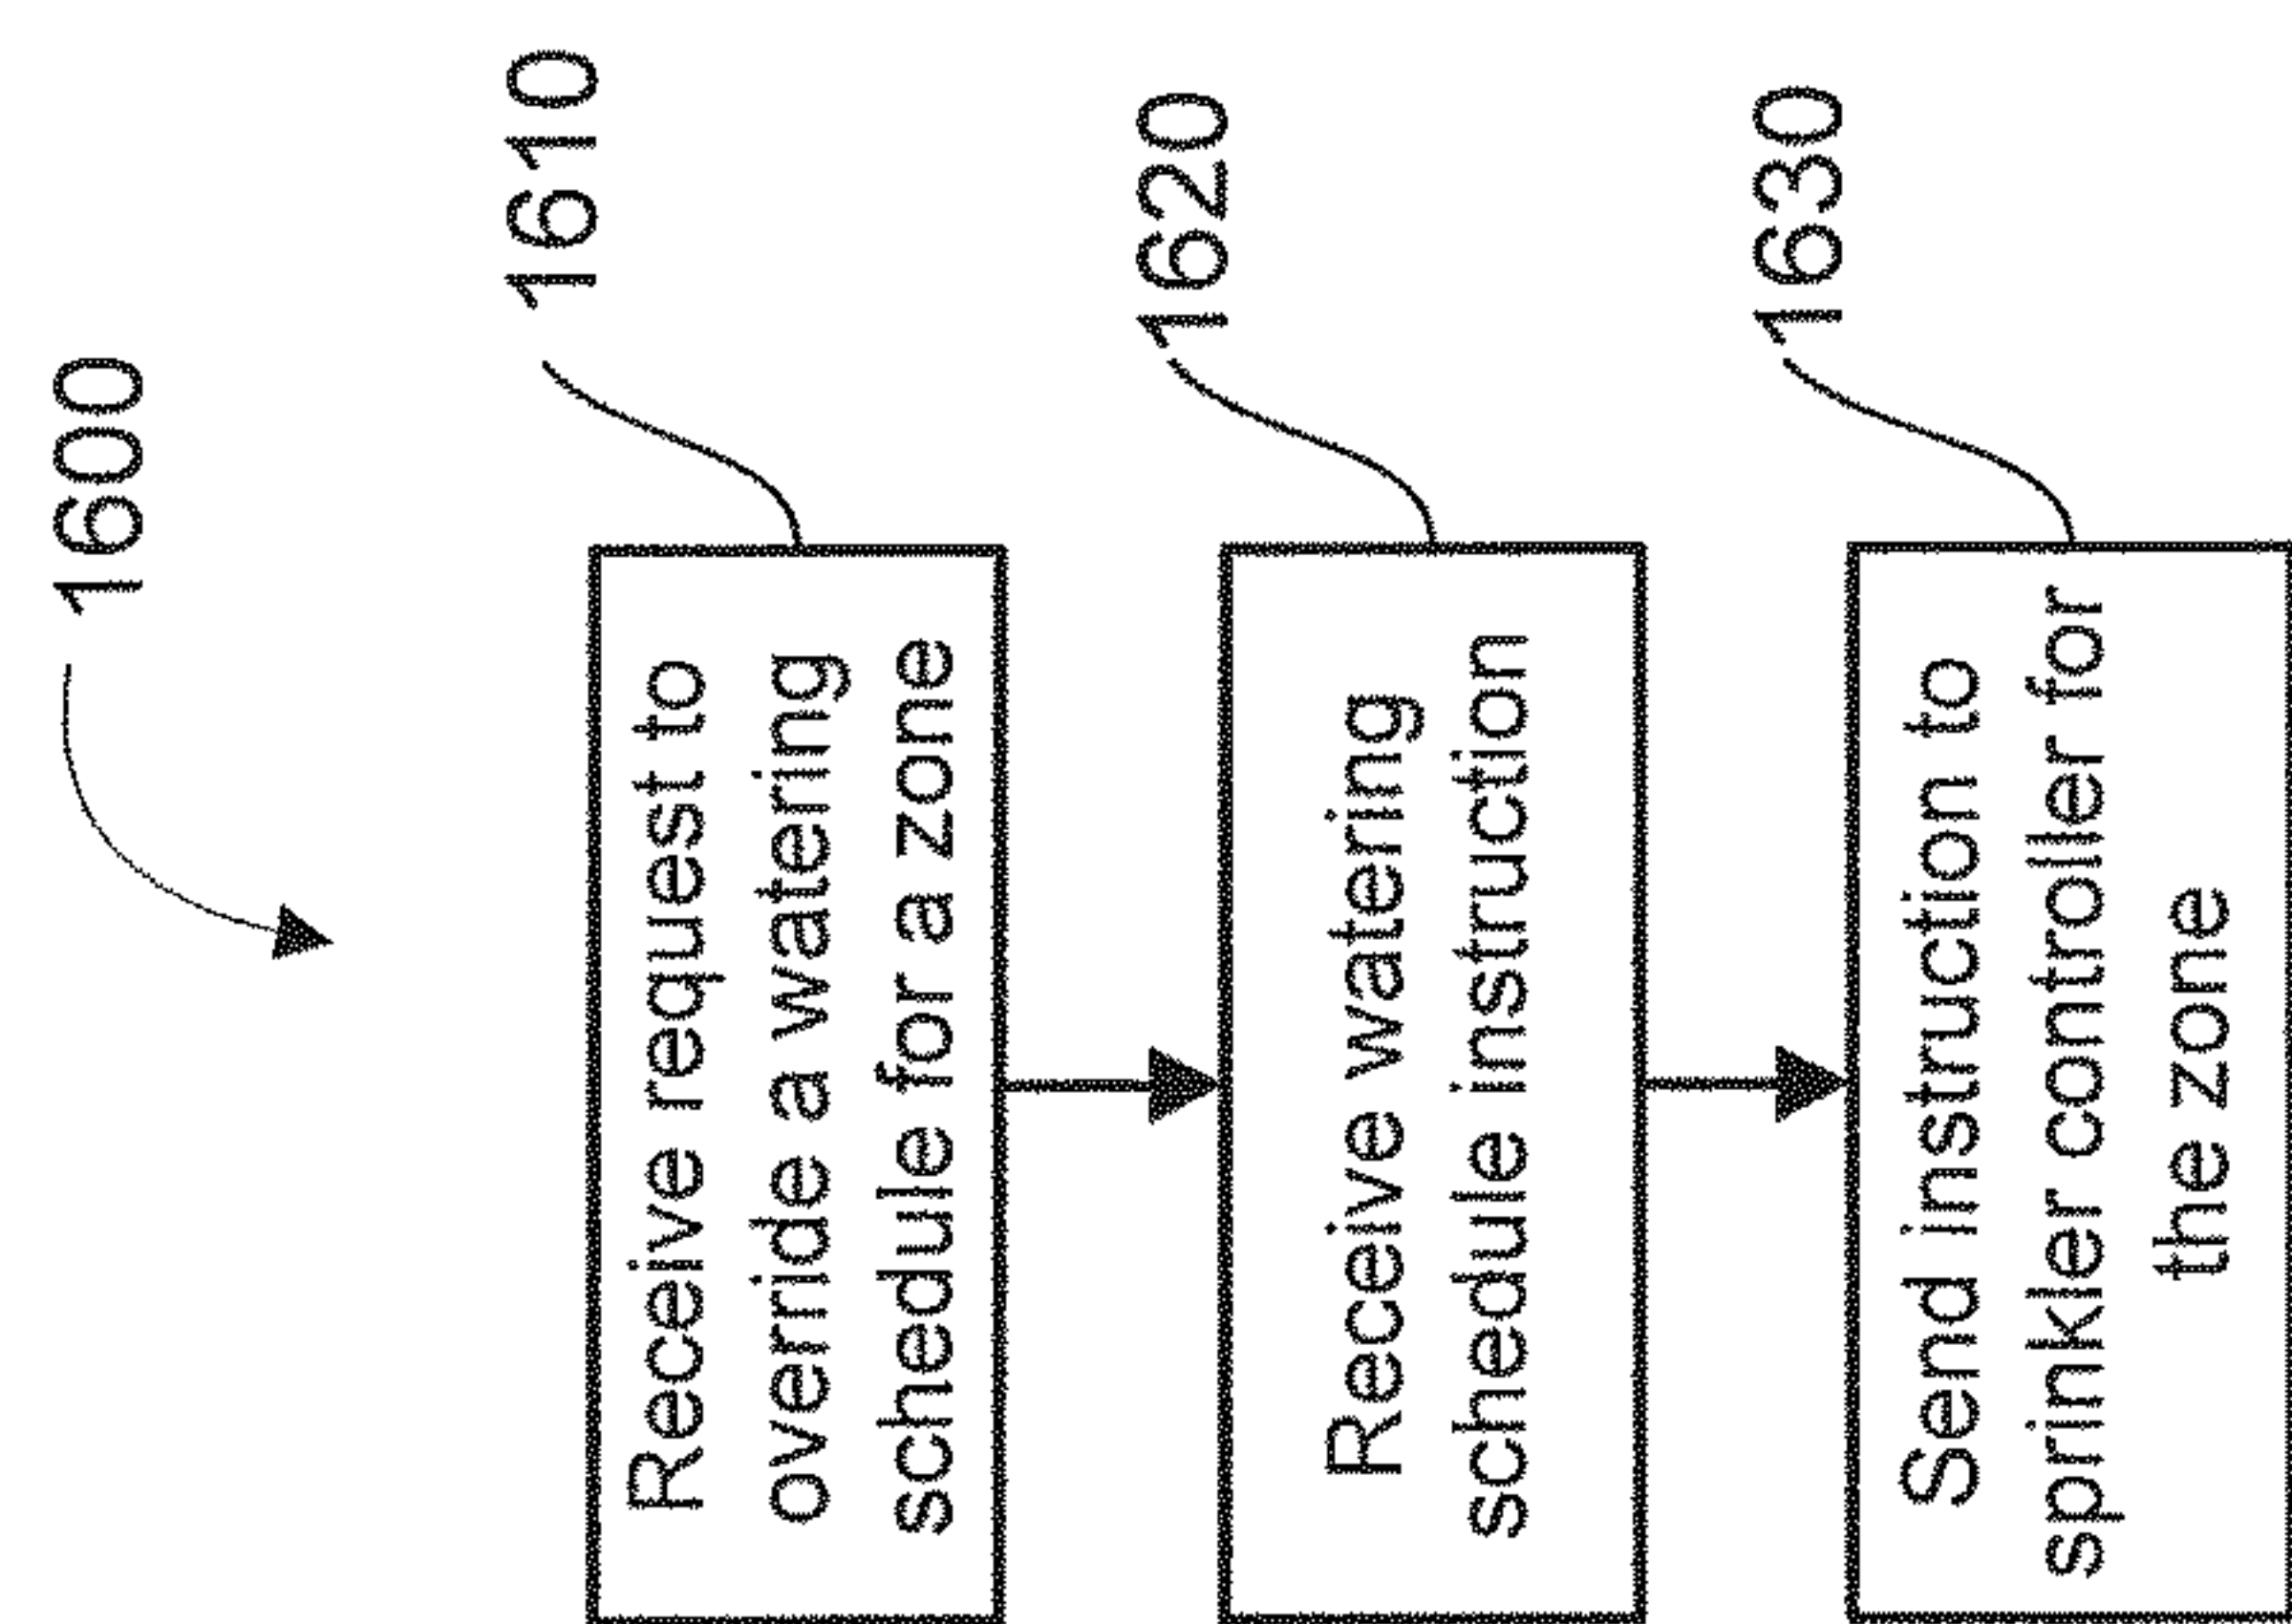 1600
1610
Receive request to
override a watering
schedule for a zone
1620
Receive watering
schedule instruction
1630
Send instruction to
sprinkler controller for
the zone